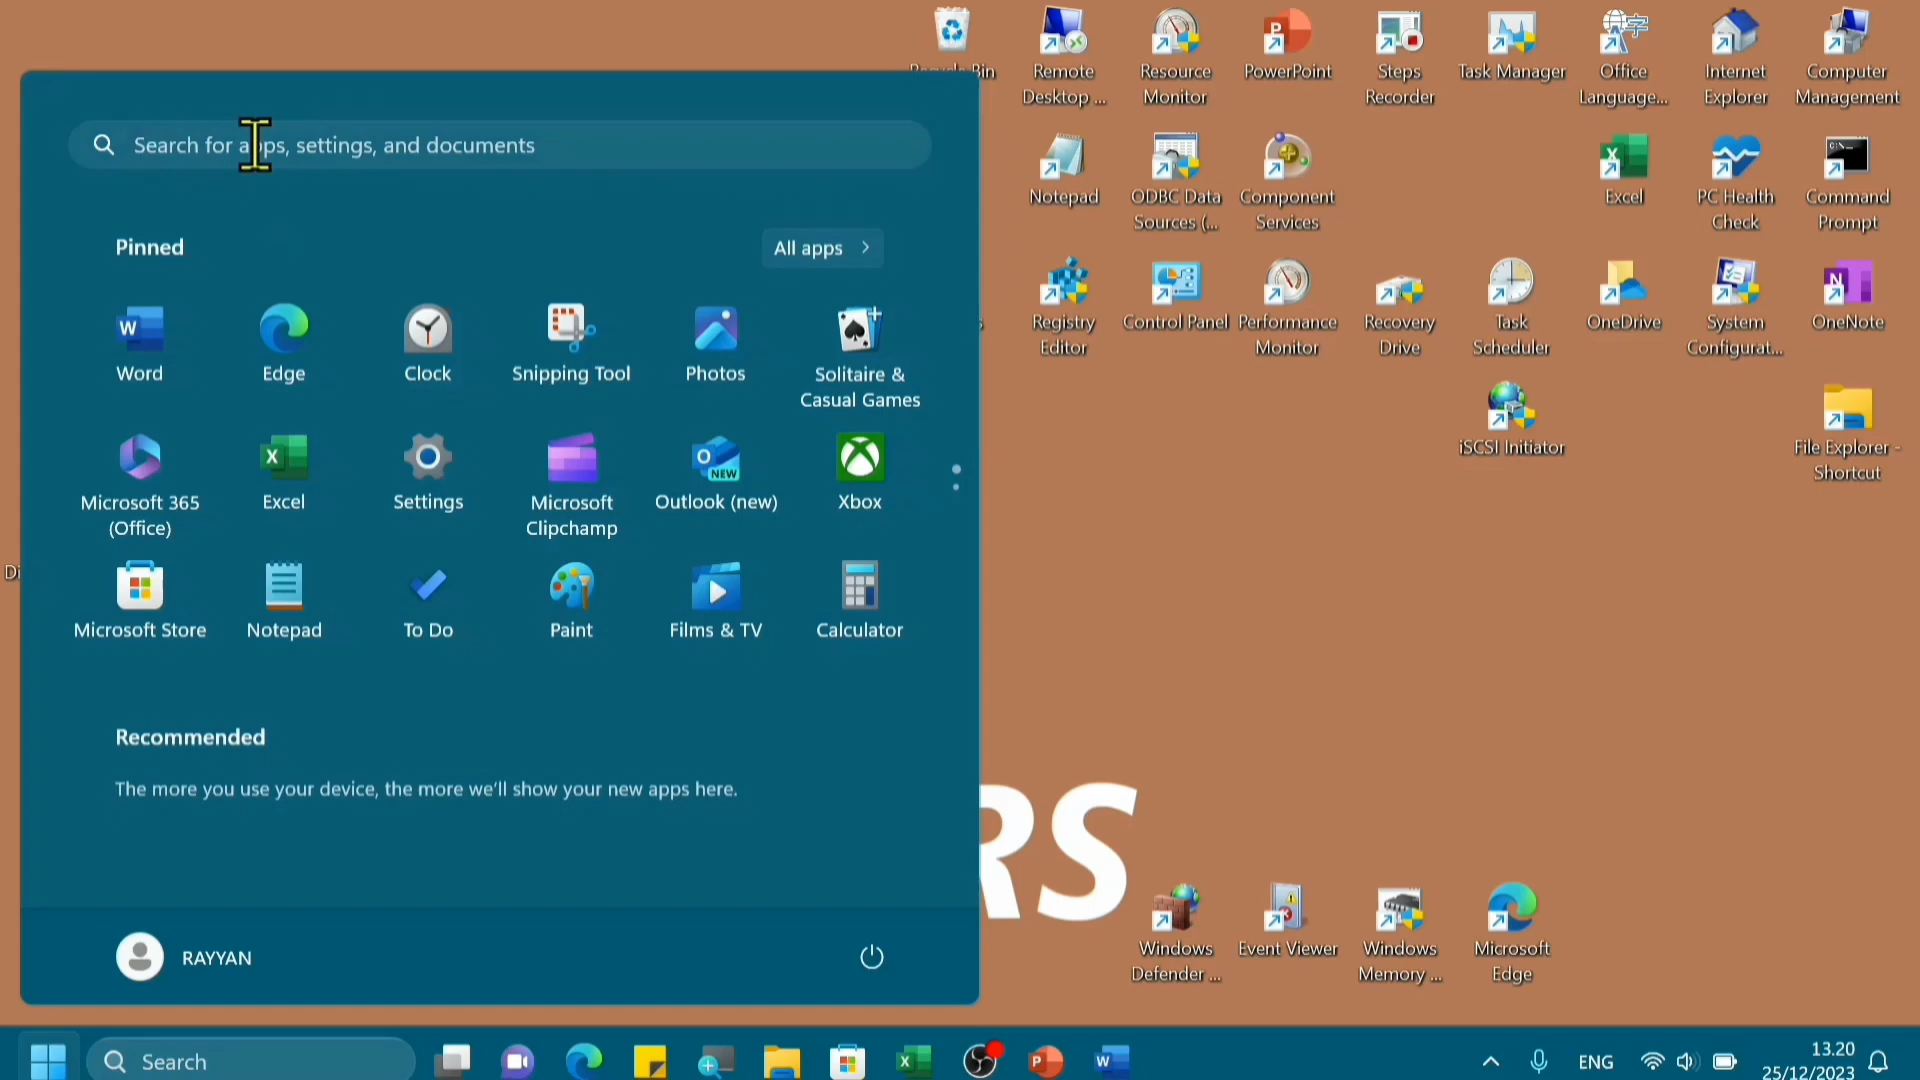 Search for apps, settings, and documents
Pinned
All apps
Word
Edge
Clock
Snipping Tool
Photos
Solitaire &
Casual Games
Microsoft 365
(Office)
Excel
Settings
Microsoft
Clipchamp
Outlook (new)
NEW
Xbox
Microsoft Store
Notepad
To Do
Paint
Films & TV
Calculator
Recommended
The more you use your device, the more we'll show your new apps here.
RAYYAN
Recycle Bin
Remote
Desktop ...
Resource
Monitor
PowerPoint
Steps
Recorder
Task Manager
Office
Language...
Internet
Explorer
Computer
Management
Notepad
ODBC Data
Sources (...
Component
Services
Excel
PC Health
Check
Command
Prompt
Registry
Editor
Control Panel
Performance
Monitor
Recovery
Drive
Task
Scheduler
OneDrive
System
Configurat...
OneNote
iSCSI Initiator
File Explorer -
Shortcut
Di
RS
Windows
Defender ...
Event Viewer
Windows
Memory ...
Microsoft
Edge
Search
ENG
13.20
25/12/2023